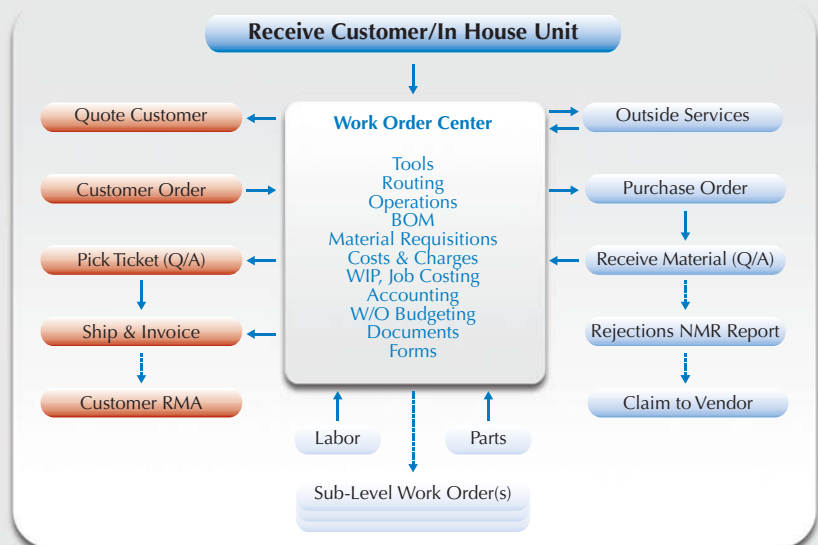 Receive Customer/In House Unit
Quote Customer
Customer Order
Pick Ticket (Q/A)
Ship & Invoice
Customer RMA
Work Order Center
Tools
Routing
Operations
BOM
Material Requisitions
Costs & Charges
WIP, Job Costing
Accounting
W/O Budgeting
Documents
Forms
Outside Services
Purchase Order
Receive Material (Q/A)
Rejections NMR Report
Claim to Vendor
Labor
Parts
Sub-Level Work Order(s)